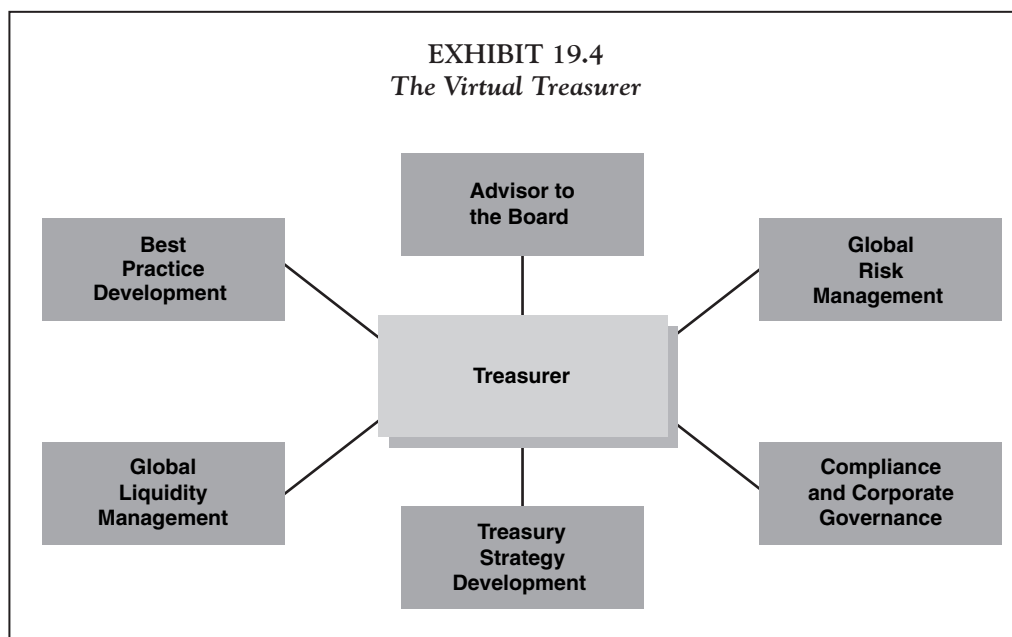 EXHIBIT 19.4
The Virtual Treasurer
Advisor to
the Board
Best
Practice
Development
Global
Risk
Management
Treasurer
Global
Liquidity
Management
Treasury
Strategy
Development
Compliance
and Corporate
Governance